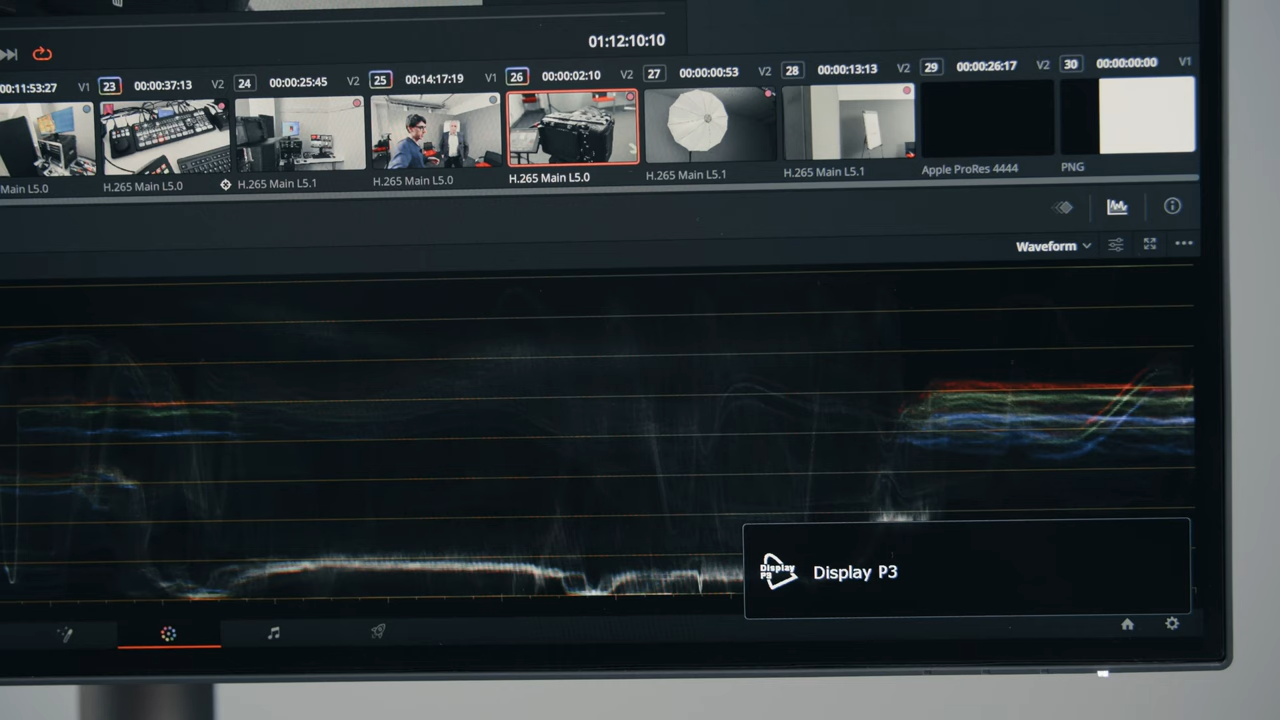 01:12:10:10
00:11:53:27 V1
23 00:00:37:13 V2
24 00:00:25:45 V2
25 00:14:17:19 V1
26 00:00:02:10 V2
27 00:00:00:53 V2
28 00:00:13:13 V2
29 00:00:26:17 V2
30 00:00:00:00 V1
Main L5.0
H.265 Main L5.0
H.265 Main L5.1
H.265 Main L5.0
H.265 Main L5.0
H.265 Main L5.1
H.265 Main L5.1
Apple ProRes 4444
PNG
Waveform
Display P3
Display P3